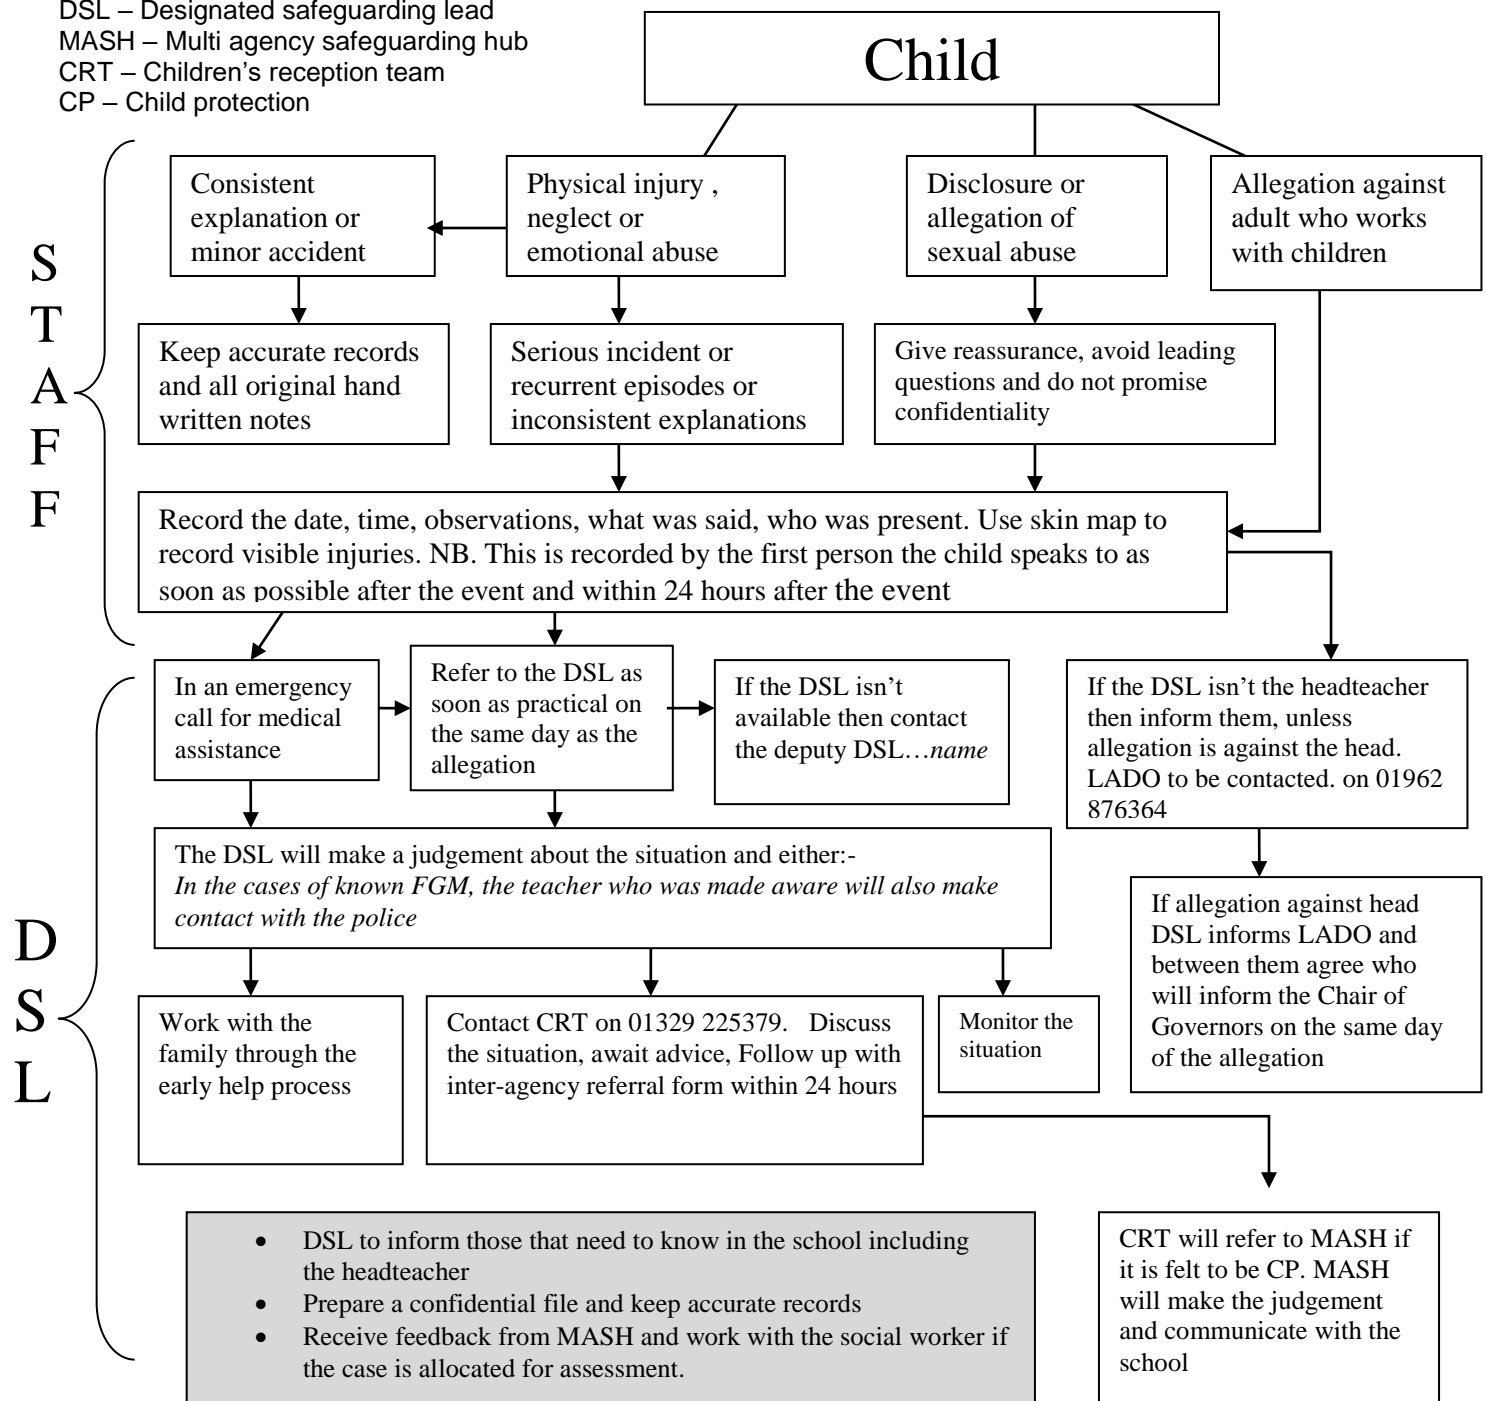 DSL – Designated safeguarding lead
MASH – Multi agency safeguarding hub
CRT – Children's reception team
CP – Child protection
Child
Consistent
explanation or
minor accident
Physical injury ,
neglect or
emotional abuse
Disclosure or
allegation of
sexual abuse
Allegation against
adult who works
with children
S
T
A
F
F
Keep accurate records
and all original hand
written notes
Serious incident or
recurrent episodes or
inconsistent explanations
Give reassurance, avoid leading
questions and do not promise
confidentiality
Record the date, time, observations, what was said, who was present. Use skin map to
record visible injuries. NB. This is recorded by the first person the child speaks to as
soon as possible after the event and within 24 hours after the event
In an emergency
call for medical
assistance
Refer to the DSL as
soon as practical on
the same day as the
allegation
If the DSL isn't
available then contact
the deputy DSL…name
If the DSL isn't the headteacher
then inform them, unless
allegation is against the head.
LADO to be contacted. on 01962
876364
The DSL will make a judgement about the situation and either:-
In the cases of known FGM, the teacher who was made aware will also make
contact with the police
If allegation against head
DSL informs LADO and
between them agree who
will inform the Chair of
Governors on the same day
of the allegation
D
S
L
Work with the
family through the
early help process
Contact CRT on 01329 225379. Discuss
the situation, await advice, Follow up with
inter-agency referral form within 24 hours
Monitor the
situation
• DSL to inform those that need to know in the school including
the headteacher
• Prepare a confidential file and keep accurate records
• Receive feedback from MASH and work with the social worker if
the case is allocated for assessment.
CRT will refer to MASH if
it is felt to be CP. MASH
will make the judgement
and communicate with the
school